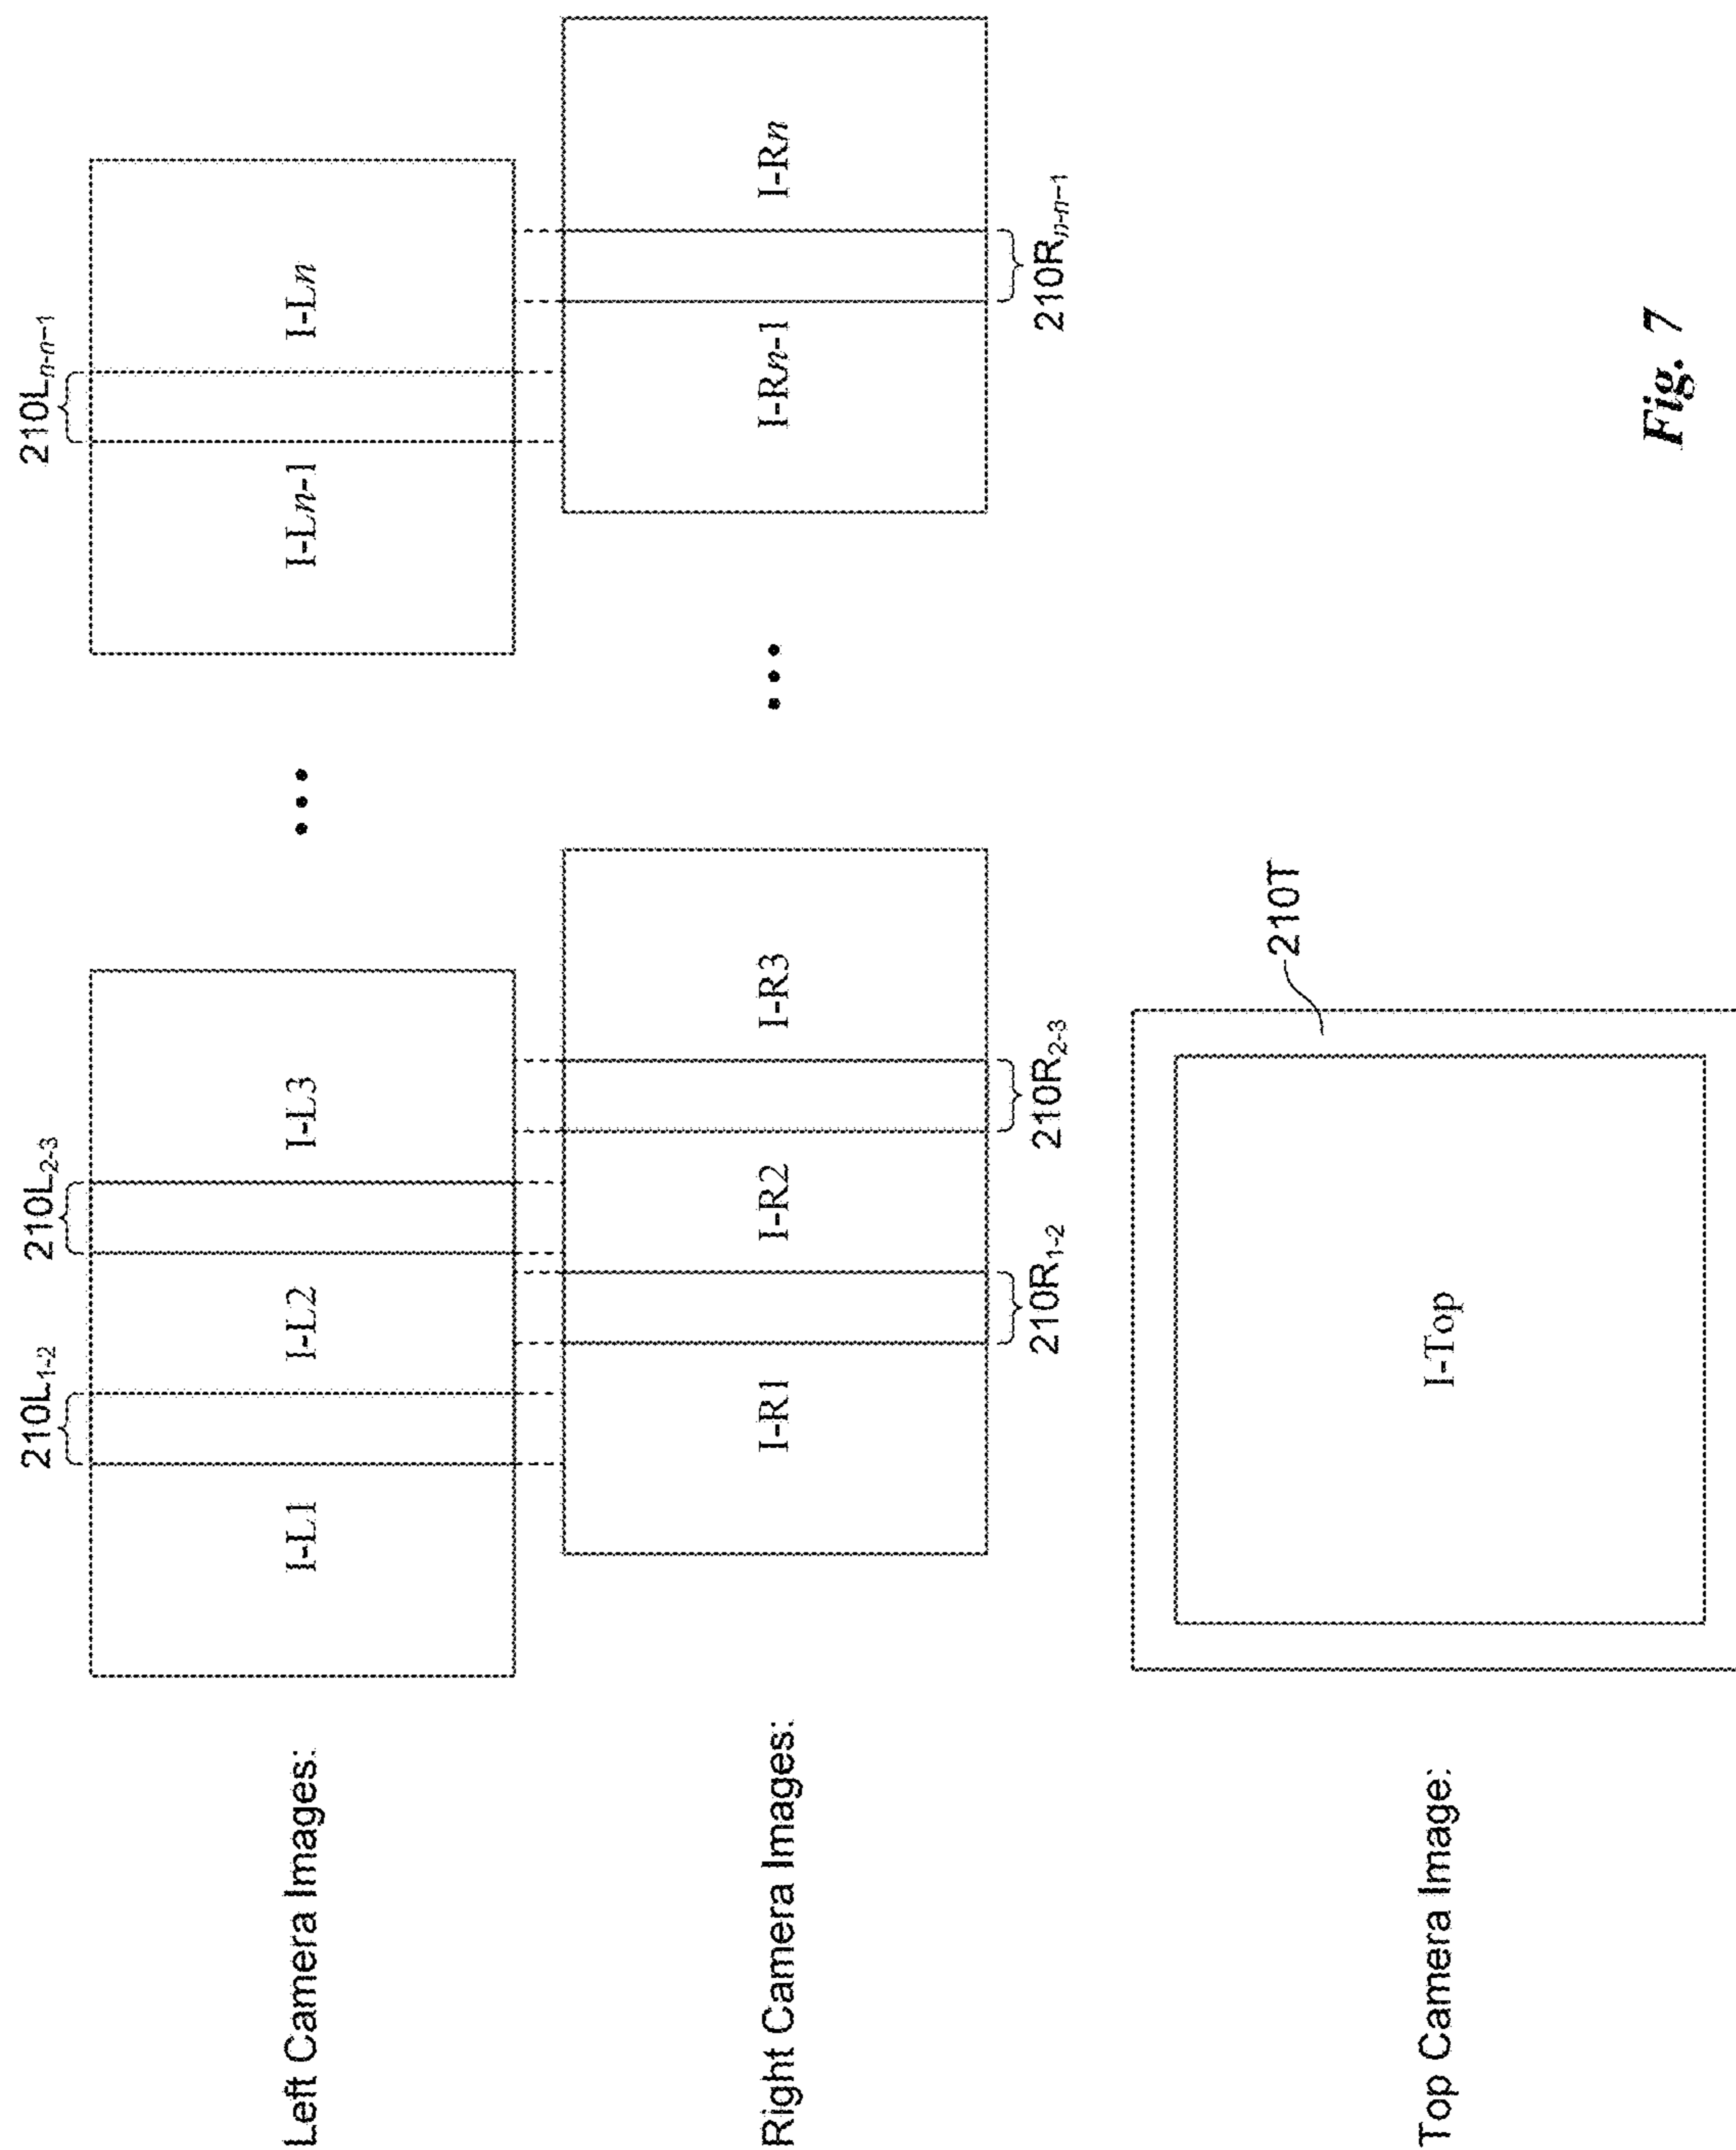 210L1-2
210L2-3
210Ln-n-1
Left Camera Images:
I-L1
I-L2
I-L3
•••
I-Ln-1
I-Ln
Right Camera Images:
I-R1
I-R2
I-R3
•••
I-Rn-1
I-Rn
210R1-2
210R2-3
210Rn-n-1
210T
Top Camera Image:
I-Top
Fig. 7